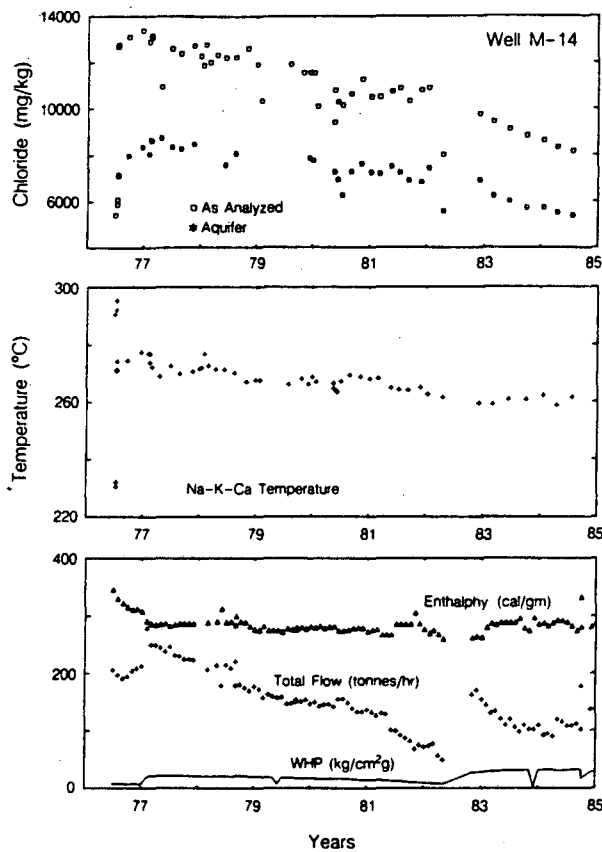 Well M-14
Chloride (mg/kg)
14000
10000
6000
As Analyzed
Aquifer
77 79 81 83 85
Temperature (°C)
300
260
220
Na-K-Ca Temperature
77 79 81 83 85
400
200
0
Enthalphy (cal/gm)
Total Flow (tonnes/hr)
WHP (kg/cm²g)
77 79 81 83 85
Years